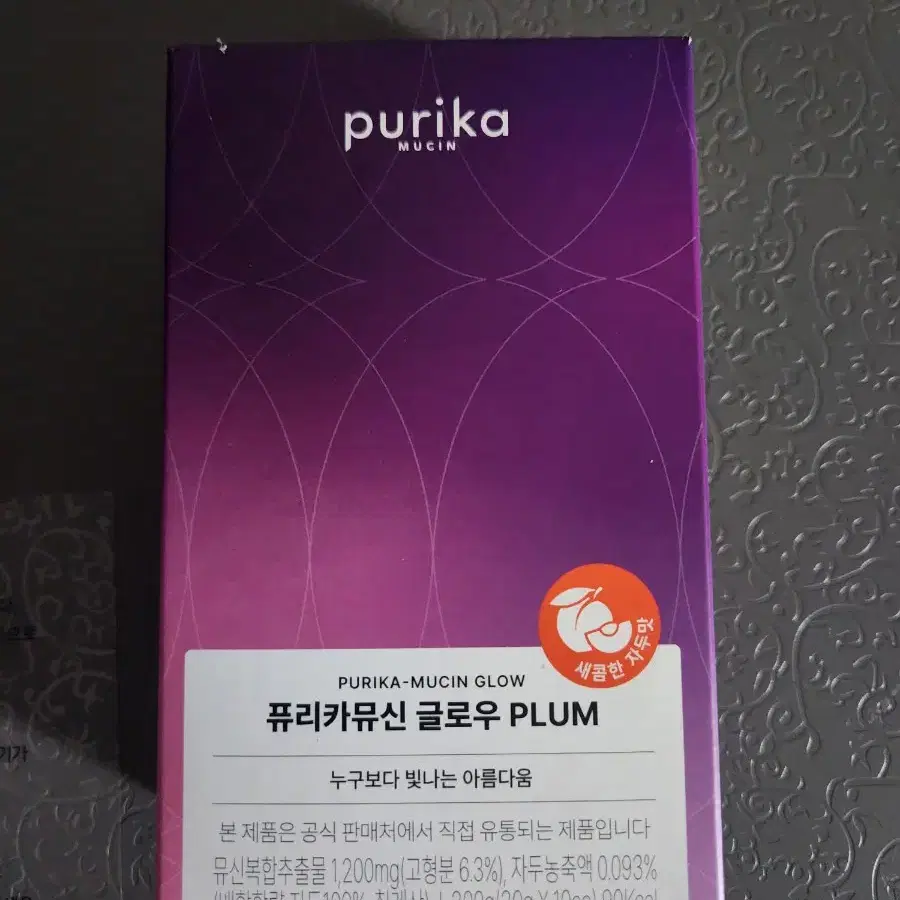 purika
MUCIN
새콤한 자두맛
PURIKA-MUCIN GLOW
퓨리카뮤신 글로우 PLUM
누구보다 빛나는 아름다움
본 제품은 공식 판매처에서 직접 유통되는 제품입니다
뮤신복합추출물 1,200mg(고형분 6.3%), 자두농축액 0.093%
기가